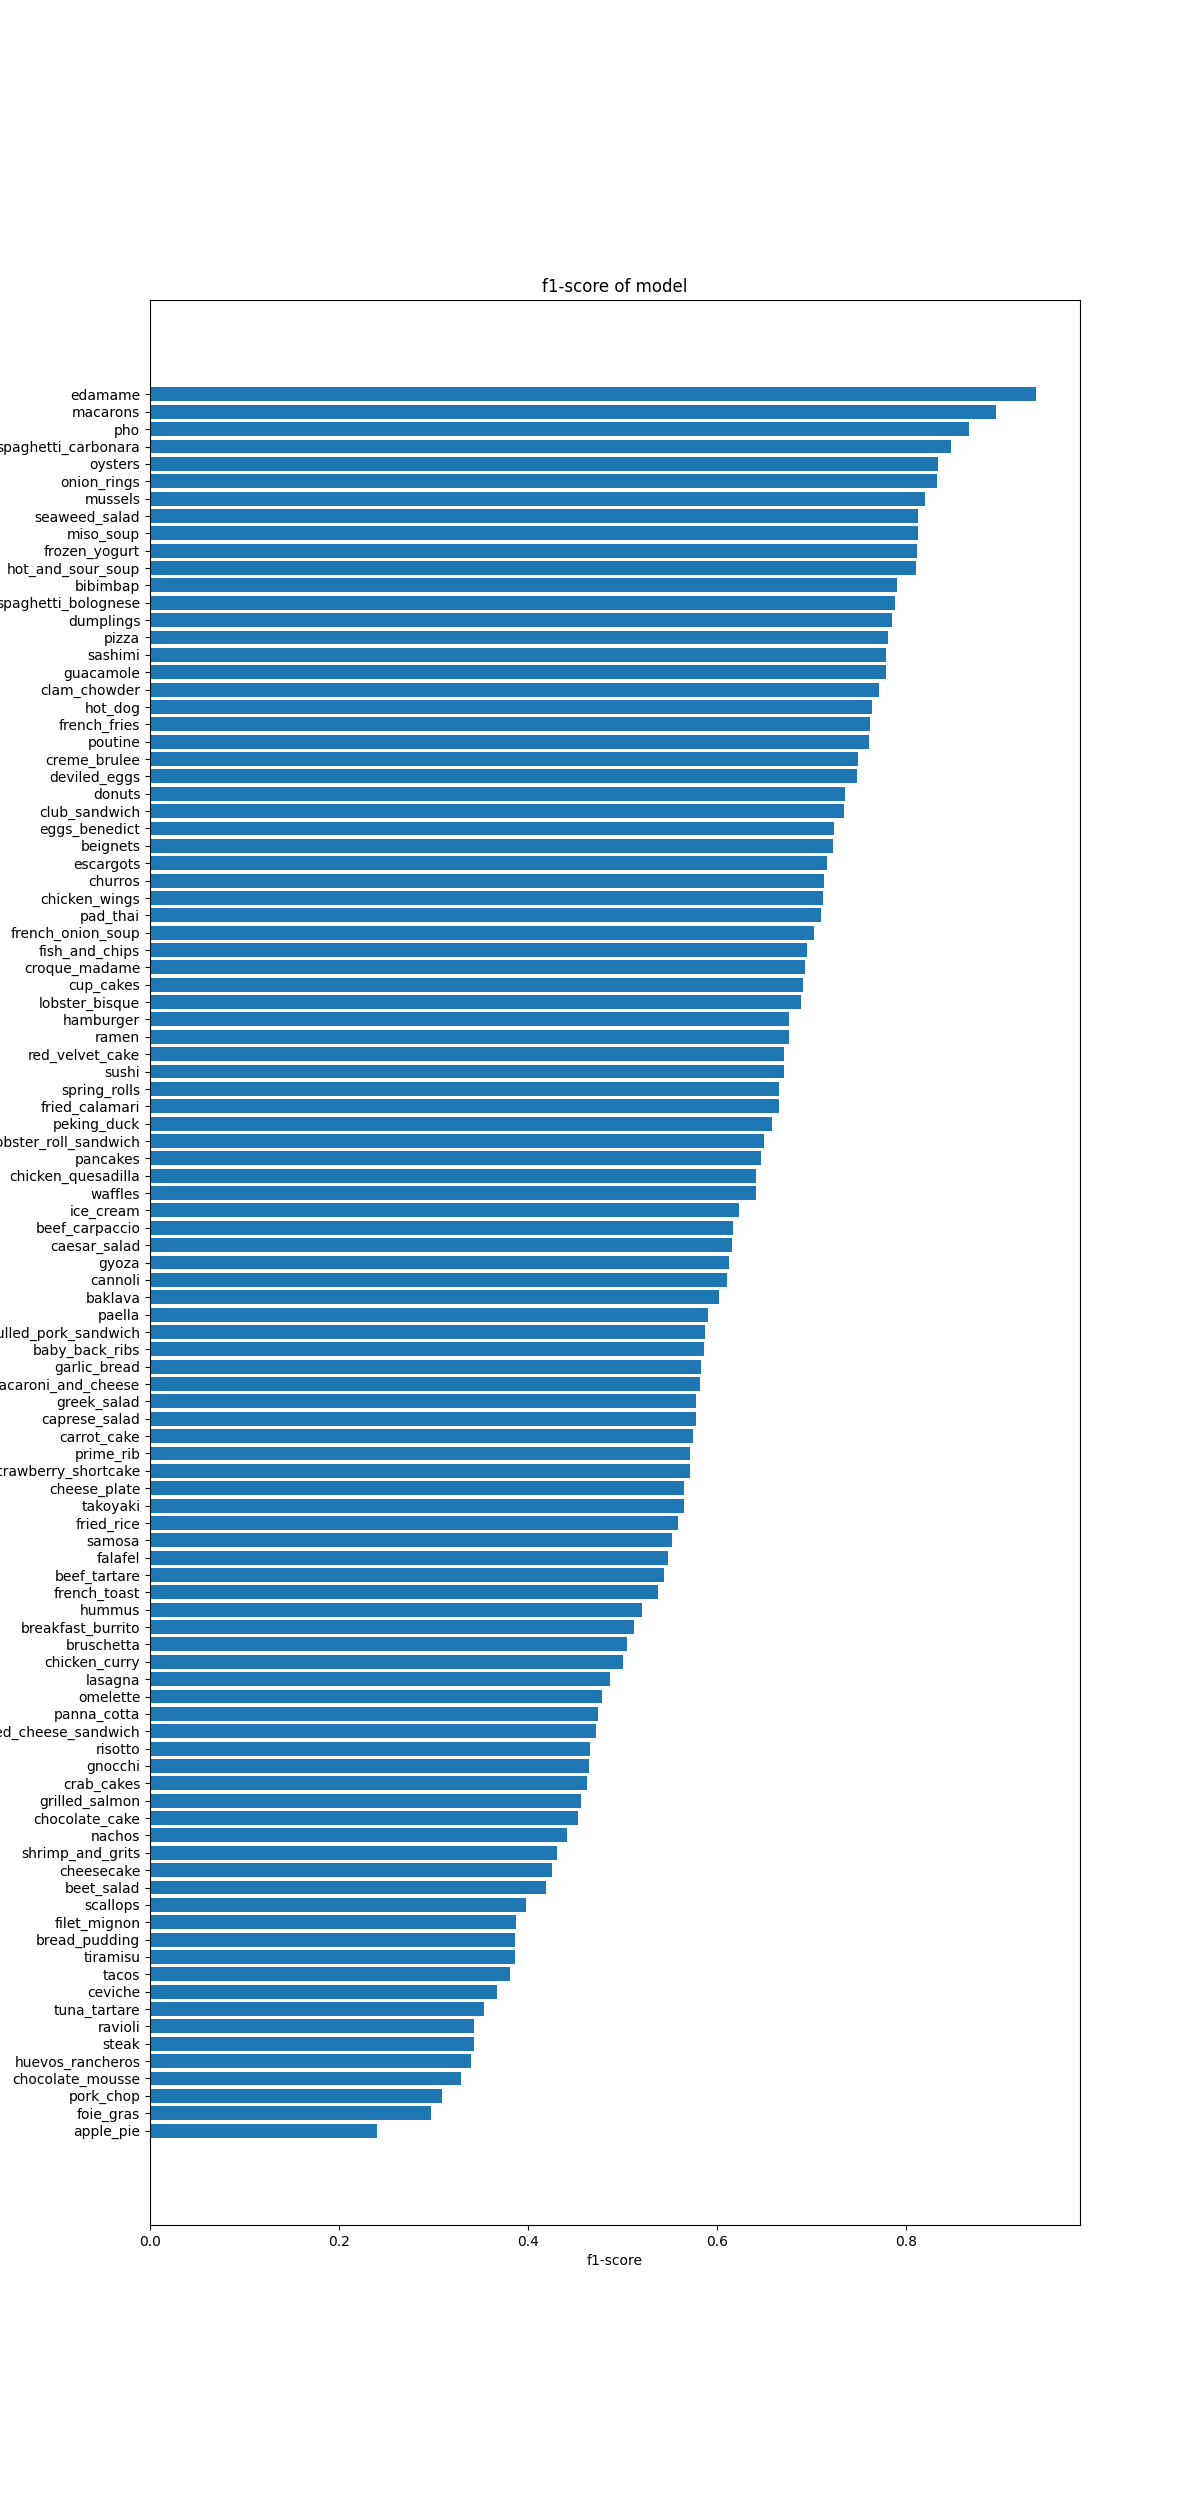 f1-score of model
edamame
macarons
pho
spaghetti_carbonara
oysters
onion_rings
mussels
seaweed_salad
miso_soup
frozen_yogurt
hot_and_sour_soup
bibimbap
spaghetti_bolognese
dumplings
pizza
sashimi
guacamole
clam_chowder
hot_dog
french_fries
poutine
creme_brulee
deviled_eggs
donuts
club_sandwich
eggs_benedict
beignets
escargots
churros
chicken_wings
pad_thai
french_onion_soup
fish_and_chips
croque_madame
cup_cakes
lobster_bisque
hamburger
ramen
red_velvet_cake
sushi
spring_rolls
fried_calamari
peking_duck
obster_roll_sandwich
pancakes
chicken_quesadilla
waffles
ice_cream
beef_carpaccio
caesar_salad
gyoza
cannoli
baklava
paella
ulled_pork_sandwich
baby_back_ribs
garlic_bread
acaroni_and_cheese
greek_salad
caprese_salad
carrot_cake
prime_rib
trawberry_shortcake
cheese_plate
takoyaki
fried_rice
samosa
falafel
beef_tartare
french_toast
hummus
breakfast_burrito
bruschetta
chicken_curry
lasagna
omelette
panna_cotta
ed_cheese_sandwich
risotto
gnocchi
crab_cakes
grilled_salmon
chocolate_cake
nachos
shrimp_and_grits
cheesecake
beet_salad
scallops
filet_mignon
bread_pudding
tiramisu
tacos
ceviche
tuna_tartare
ravioli
steak
huevos_rancheros
chocolate_mousse
pork_chop
foie_gras
apple_pie
0.0 0.2 0.4 0.6 0.8
f1-score